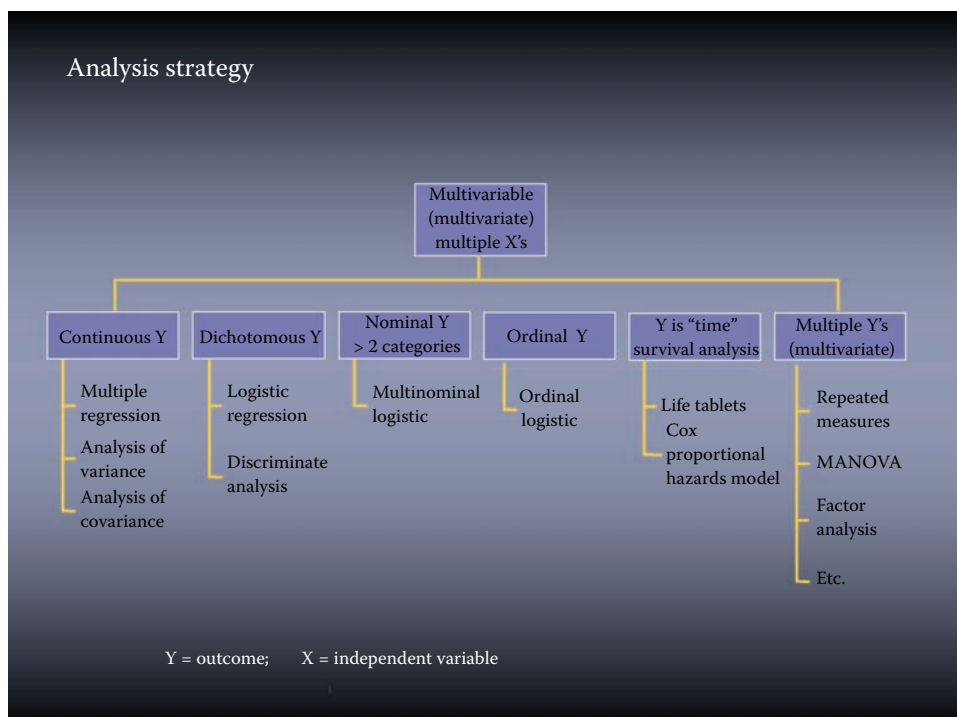 Analysis strategy
Multivariable
(multivariate)
multiple X’s
Continuous Y
Multiple
regression
Analysis of
variance
Analysis of
covariance
Dichotomous Y
Logistic
regression
Discriminate
analysis
Nominal Y
> 2 categories
Multinominal
logistic
Ordinal Y
Ordinal
logistic
Y is “time”
survival analysis
Life tablets
Cox
proportional
hazards model
Multiple Y’s
(multivariate)
Repeated
measures
MANOVA
Factor
analysis
Etc.
Y = outcome; X = independent variable